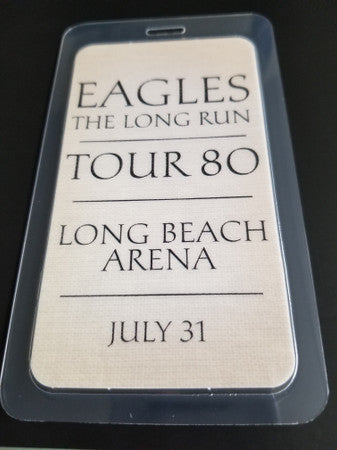 EAGLES
THE LONG RUN
TOUR 80
LONG BEACH
ARENA
JULY 31